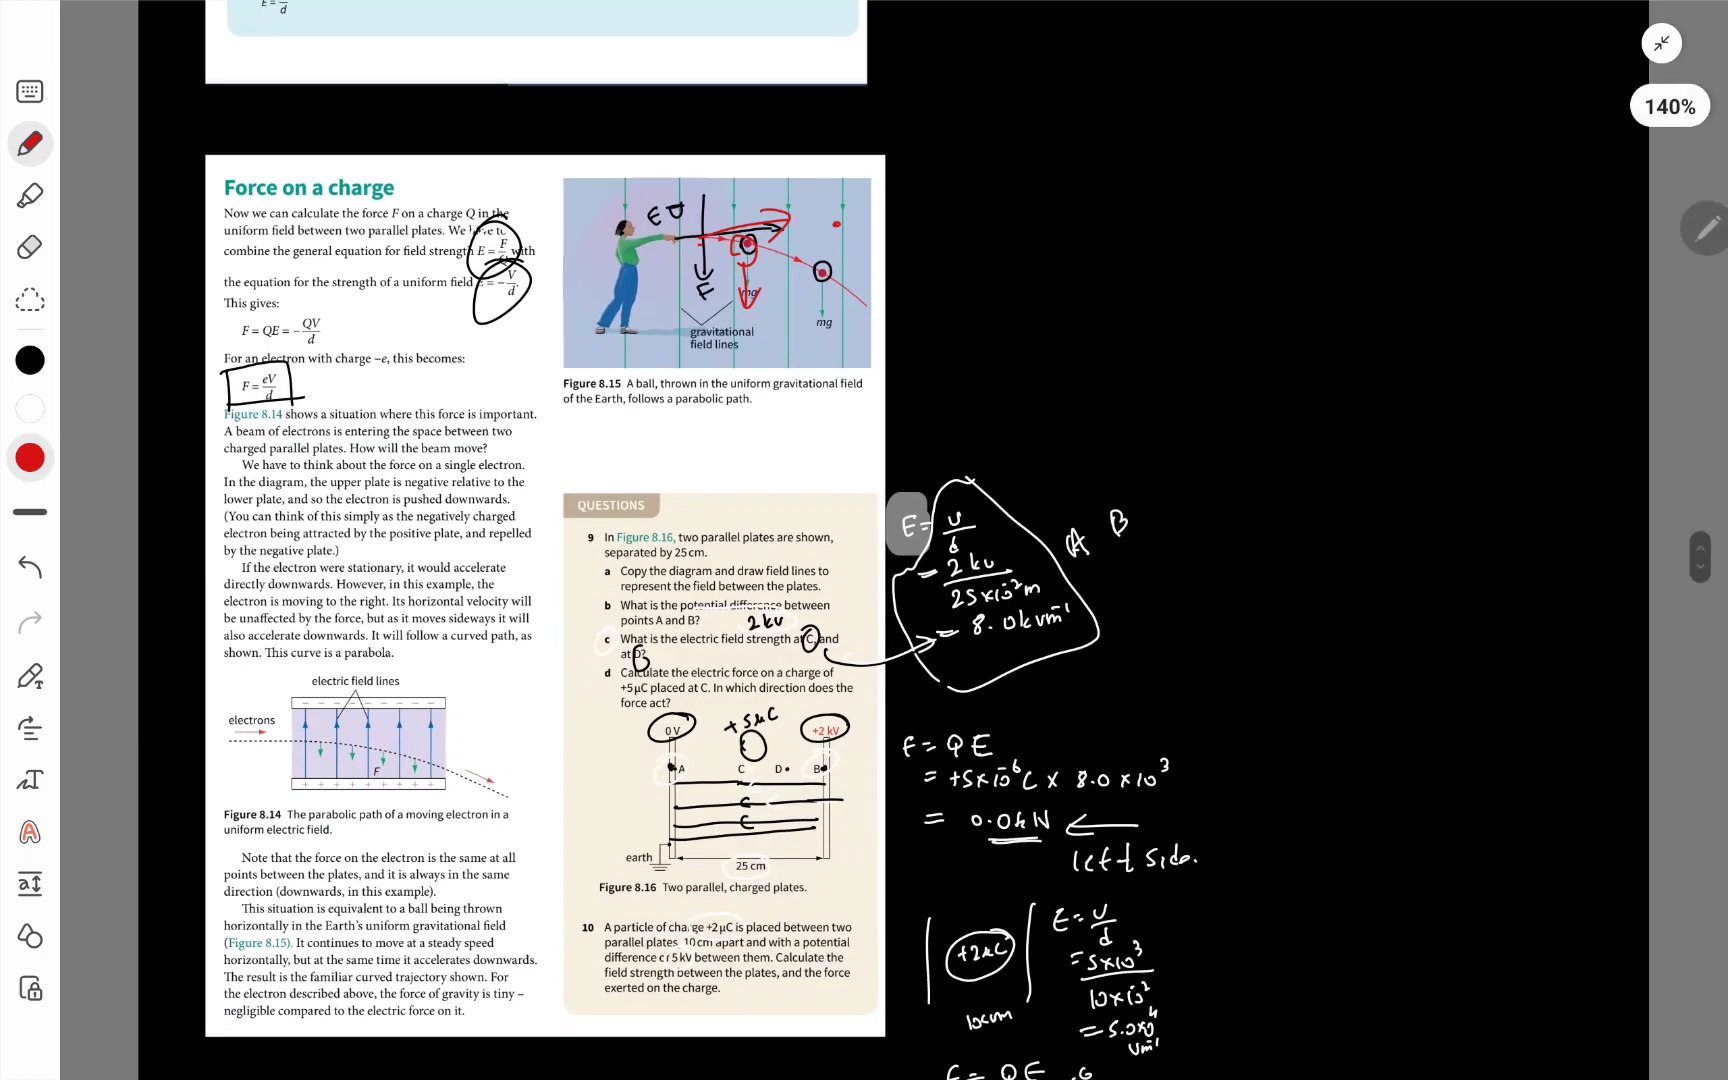 E = d
140%
Force on a charge
Now we can calculate the force F on a charge Q in the
uniform field between two parallel plates. We have to
combine the general equation for field strength E = F/Q with
the equation for the strength of a uniform field E = −V/d.
This gives:
F = QE = −QV/d
For an electron with charge −e, this becomes:
F = eV/d
Figure 8.14 shows a situation where this force is important.
A beam of electrons is entering the space between two
charged parallel plates. How will the beam move?
We have to think about the force on a single electron.
In the diagram, the upper plate is negative relative to the
lower plate, and so the electron is pushed downwards.
(You can think of this simply as the negatively charged
electron being attracted by the positive plate, and repelled
by the negative plate.)
If the electron were stationary, it would accelerate
directly downwards. However, in this example, the
electron is moving to the right. Its horizontal velocity will
be unaffected by the force, but as it moves sideways it will
also accelerate downwards. It will follow a curved path, as
shown. This curve is a parabola.
electric field lines
electrons
F
Figure 8.14 The parabolic path of a moving electron in a
uniform electric field.
Note that the force on the electron is the same at all
points between the plates, and it is always in the same
direction (downwards, in this example).
This situation is equivalent to a ball being thrown
horizontally in the Earth's uniform gravitational field
(Figure 8.15). It continues to move at a steady speed
horizontally, but at the same time it accelerates downwards.
The result is the familiar curved trajectory shown. For
the electron described above, the force of gravity is tiny –
negligible compared to the electric force on it.
F
mg
mg
gravitational
field lines
Figure 8.15 A ball, thrown in the uniform gravitational field
of the Earth, follows a parabolic path.
QUESTIONS
9 In Figure 8.16, two parallel plates are shown,
separated by 25 cm.
a Copy the diagram and draw field lines to
represent the field between the plates.
b What is the potential difference between
points A and B?
2 kV
c What is the electric field strength at C, and
at D?
d Calculate the electric force on a charge of
+5 μC placed at C. In which direction does the
force act?
+5μC
0 V
+2 kV
A C D B
earth
25 cm
Figure 8.16 Two parallel, charged plates.
10 A particle of charge +2 μC is placed between two
parallel plates, 10 cm apart and with a potential
difference of 5 kV between them. Calculate the
field strength between the plates, and the force
exerted on the charge.
E = V/d
= 2 kV / 25×10⁻² m
= 8.0 kVm⁻¹
A B
F = QE
= +5×10⁻⁶C × 8.0 ×10³
= 0.04 N
left side.
+2μC
10cm
E = V/d
= 5×10³ / 10×10⁻²
= 5.0×10⁴
Vm⁻¹
F = QE